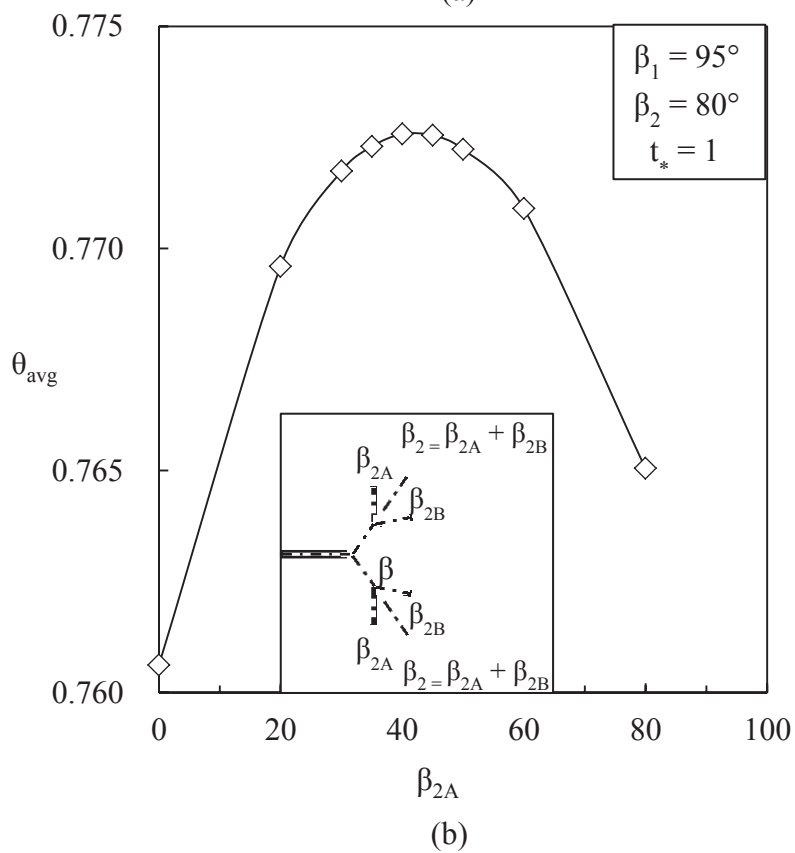 (a)
0.775
β₁ = 95°
β₂ = 80°
t* = 1
0.770
θavg
0.765
0.760
β₂ = β₂A + β₂B
β₂A
β₂B
β
β₂B
β₂A
β₂ = β₂A + β₂B
0 20 40 60 80 100
β₂A
(b)